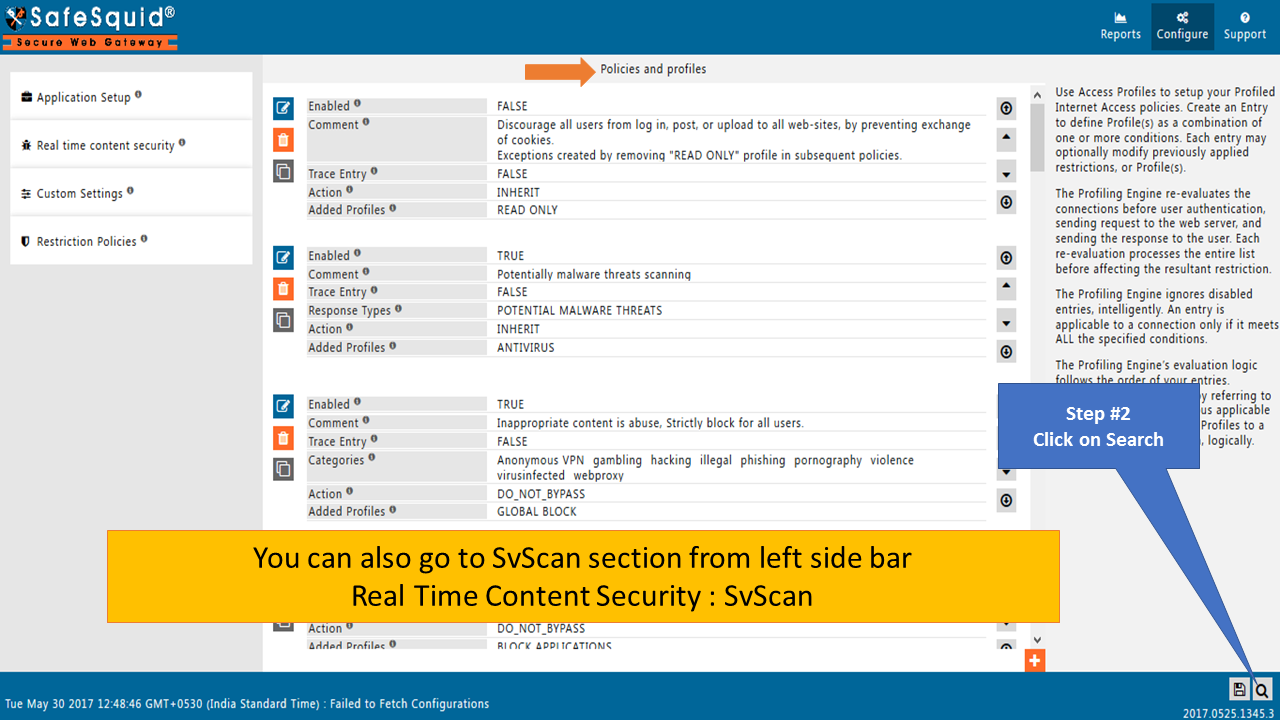 SafeSquid®
Secure Web Gateway
Reports
Configure
Support
Application Setup
Real time content security
Custom Settings
Restriction Policies
Policies and profiles
Enabled FALSE
Comment Discourage all users from log in, post, or upload to all web-sites, by preventing exchange
of cookies.
Exceptions created by removing "READ ONLY" profile in subsequent policies.
Trace Entry FALSE
Action INHERIT
Added Profiles READ ONLY
Enabled TRUE
Comment Potentially malware threats scanning
Trace Entry FALSE
Response Types POTENTIAL MALWARE THREATS
Action INHERIT
Added Profiles ANTIVIRUS
Enabled TRUE
Comment Inappropriate content is abuse, Strictly block for all users.
Trace Entry FALSE
Categories Anonymous VPN gambling hacking illegal phishing pornography violence
virusinfected webproxy
Action DO_NOT_BYPASS
Added Profiles GLOBAL BLOCK
You can also go to SvScan section from left side bar
Real Time Content Security : SvScan
Action DO_NOT_BYPASS
Added Profiles BLOCK APPLICATIONS
Use Access Profiles to setup your Profiled
Internet Access policies. Create an Entry
to define Profile(s) as a combination of
one or more conditions. Each entry may
optionally modify previously applied
restrictions, or Profile(s).
The Profiling Engine re-evaluates the
connections before user authentication,
sending request to the web server, and
sending the response to the user. Each
re-evaluation processes the entire list
before affecting the resultant restriction.
The Profiling Engine ignores disabled
entries, intelligently. An entry is
applicable to a connection only if it meets
ALL the specified conditions.
The Profiling Engine's evaluation logic
follows the order of your entries.
by referring to
us applicable
Profiles to a
, logically.
Step #2
Click on Search
Tue May 30 2017 12:48:46 GMT+0530 (India Standard Time) : Failed to Fetch Configurations
2017.0525.1345.3